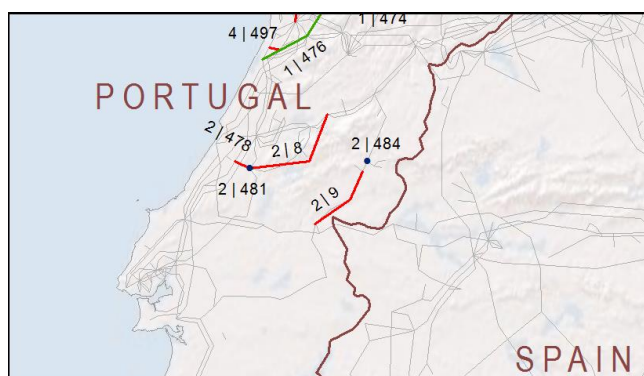 1 | 474
4 | 497
1 | 476
PORTUGAL
2 | 478
2 | 8
2 | 484
2 | 481
2 | 9
SPAIN